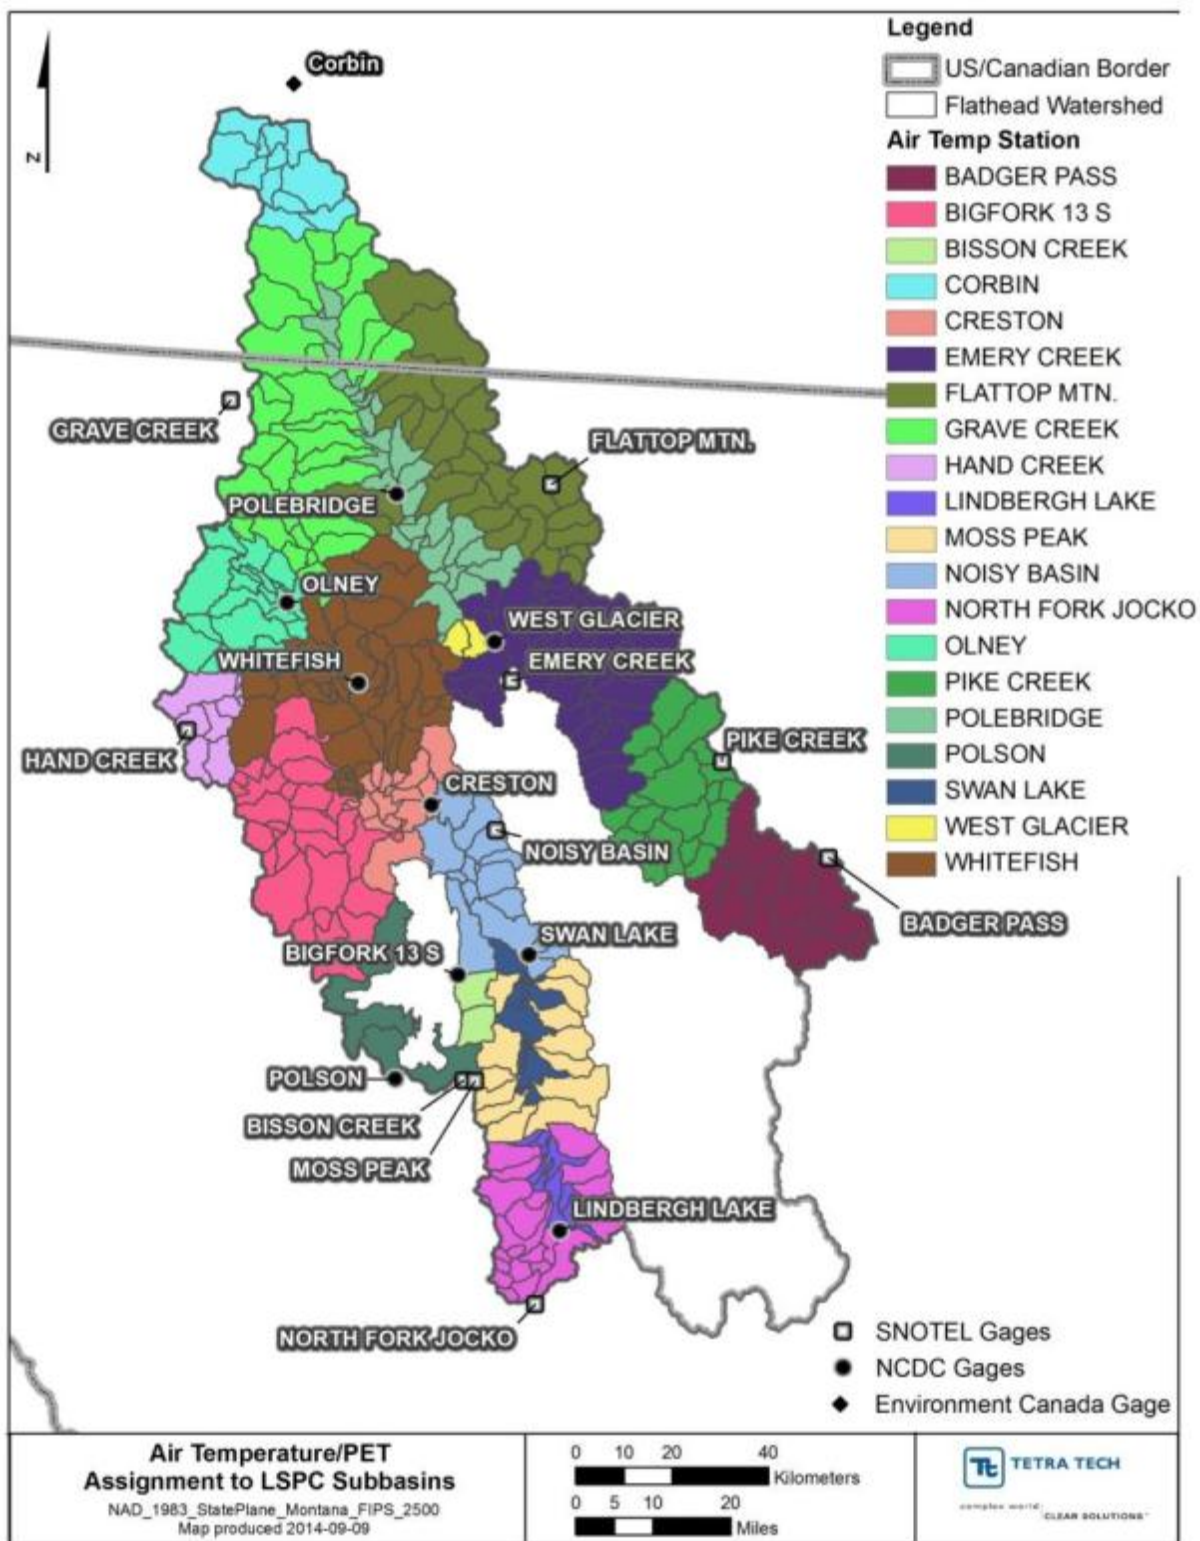 Legend
US/Canadian Border
Flathead Watershed
Air Temp Station
BADGER PASS
BIGFORK 13 S
BISSON CREEK
CORBIN
CRESTON
EMERY CREEK
FLATTOP MTN.
GRAVE CREEK
HAND CREEK
LINDBERGH LAKE
MOSS PEAK
NOISY BASIN
NORTH FORK JOCKO
OLNEY
PIKE CREEK
POLEBRIDGE
POLSON
SWAN LAKE
WEST GLACIER
WHITEFISH
Corbin
Z
GRAVE CREEK
FLATTOP MTN.
POLEBRIDGE
OLNEY
WEST GLACIER
WHITEFISH
EMERY CREEK
HAND CREEK
PIKE CREEK
CRESTON
NOISY BASIN
BADGER PASS
SWAN LAKE
BIGFORK 13 S
POLSON
BISSON CREEK
MOSS PEAK
LINDBERGH LAKE
NORTH FORK JOCKO
SNOTEL Gages
NCDC Gages
Environment Canada Gage
Air Temperature/PET
Assignment to LSPC Subbasins
NAD_1983_StatePlane_Montana_FIPS_2500
Map produced 2014-09-09
0 10 20 40
Kilometers
0 5 10 20
Miles
Tt TETRA TECH
complex world
CLEAR SOLUTIONS™